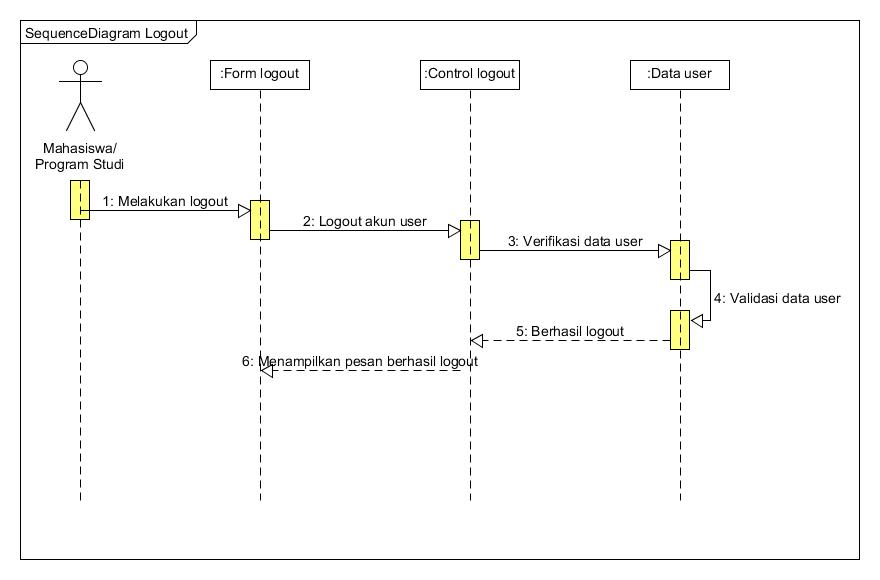 SequenceDiagram Logout
:Form logout
:Control logout
:Data user
Mahasiswa/
Program Studi
1: Melakukan logout
2: Logout akun user
3: Verifikasi data user
4: Validasi data user
5: Berhasil logout
6: Menampilkan pesan berhasil logout